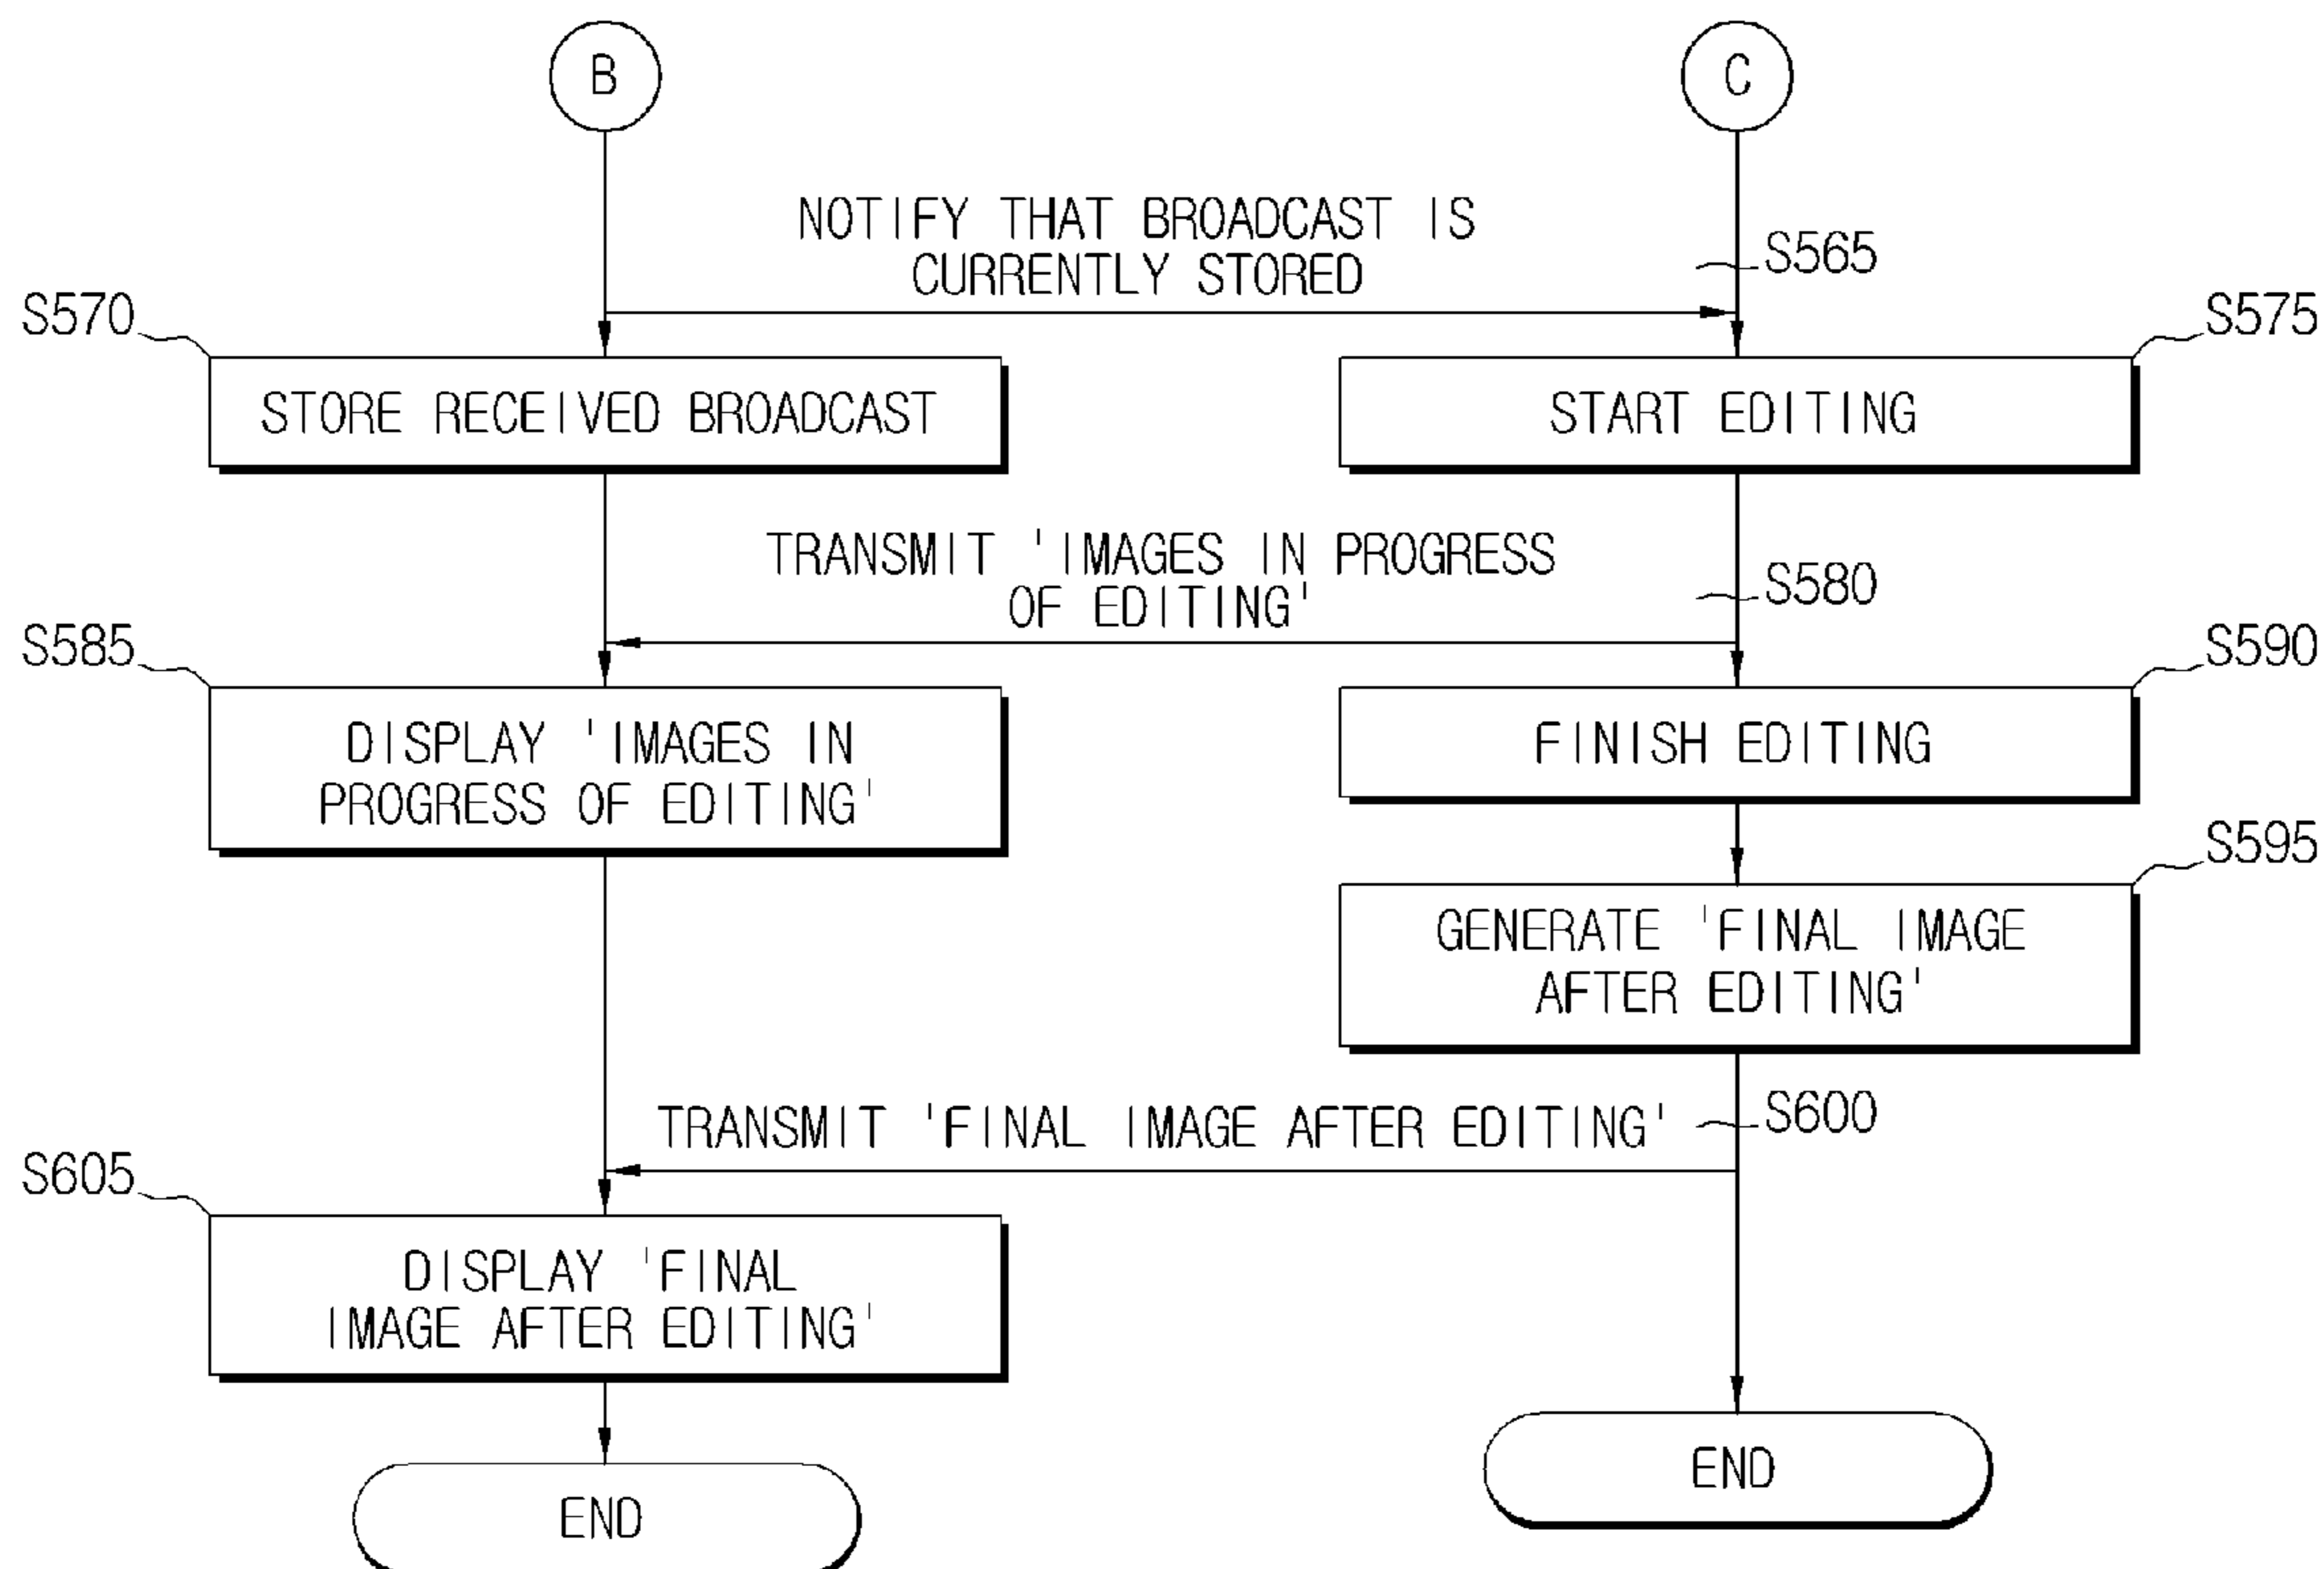 B
C
NOTIFY THAT BROADCAST IS
CURRENTLY STORED
S565
S570
S575
STORE RECEIVED BROADCAST
START EDITING
TRANSMIT 'IMAGES IN PROGRESS
OF EDITING'
S580
S585
S590
DISPLAY 'IMAGES IN
PROGRESS OF EDITING'
FINISH EDITING
S595
GENERATE 'FINAL IMAGE
AFTER EDITING'
TRANSMIT 'FINAL IMAGE AFTER EDITING'
S600
S605
DISPLAY 'FINAL
IMAGE AFTER EDITING'
END
END